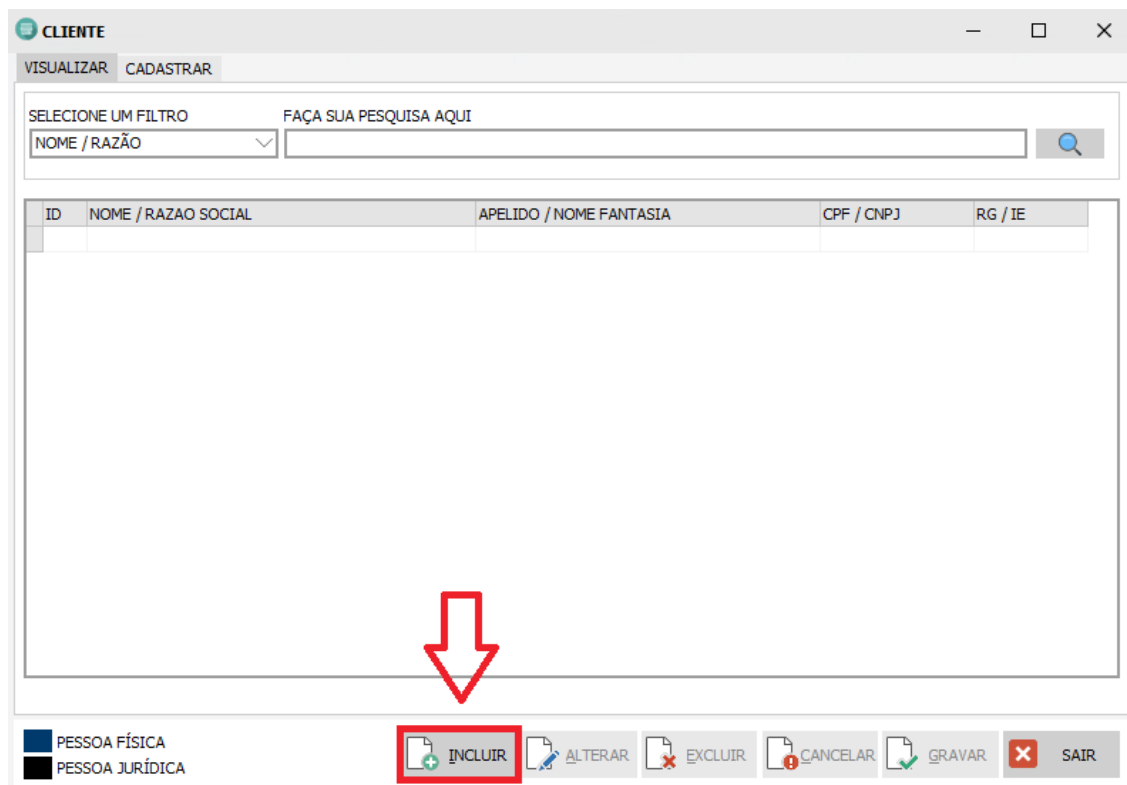 CLIENTE
VISUALIZAR CADASTRAR
SELECIONE UM FILTRO FAÇA SUA PESQUISA AQUI
NOME / RAZÃO
ID NOME / RAZAO SOCIAL APELIDO / NOME FANTASIA CPF / CNPJ RG / IE
PESSOA FÍSICA
PESSOA JURÍDICA
INCLUIR ALTERAR EXCLUIR CANCELAR GRAVAR SAIR